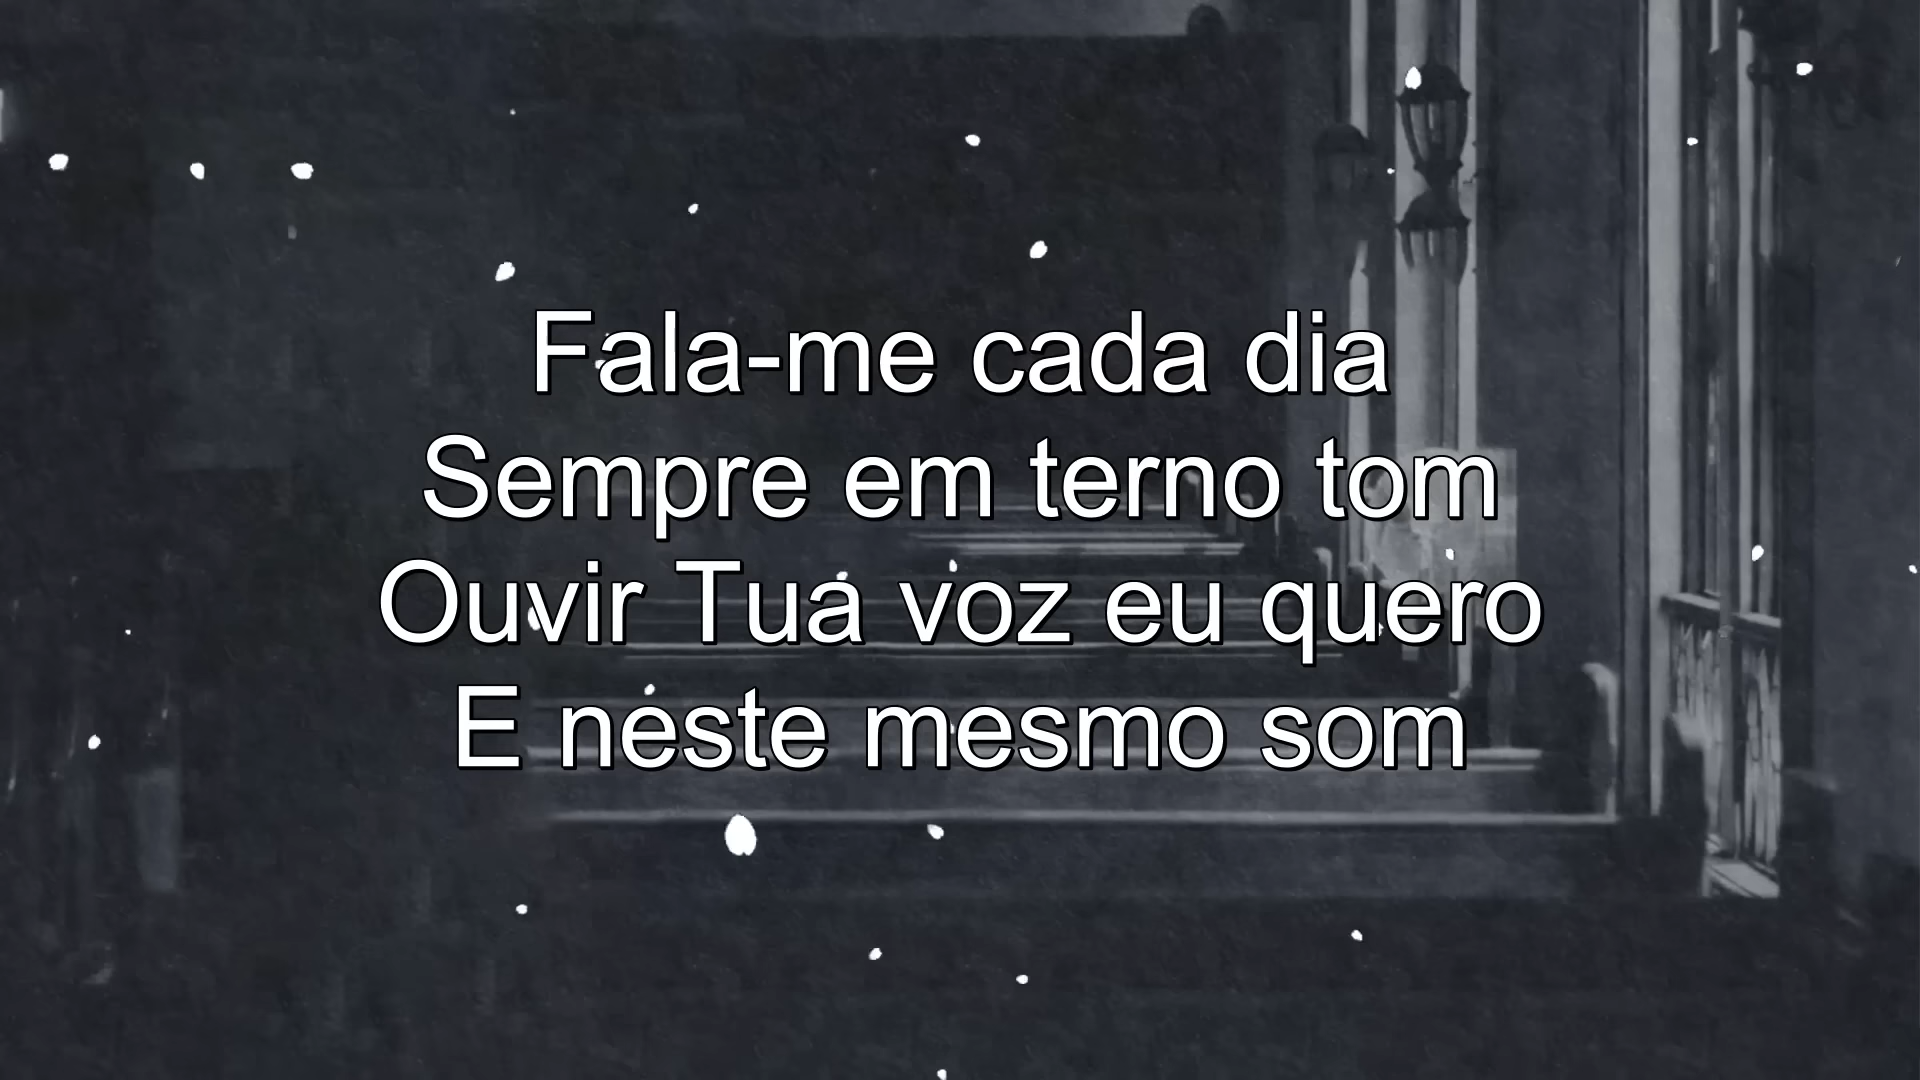 Fala-me cada dia
Sempre em terno tom
Ouvir Tua voz eu quero
E neste mesmo som